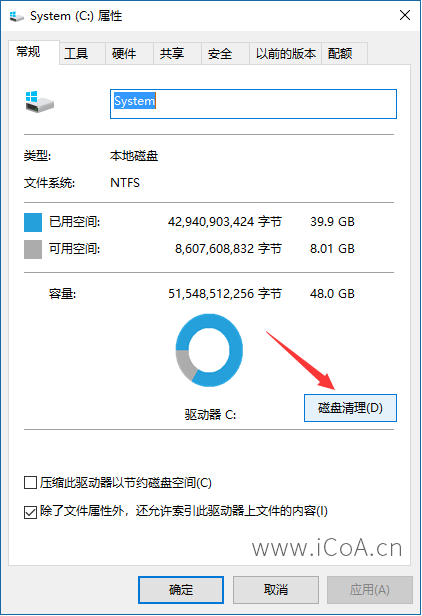 System (C:) 属性
常规 工具 硬件 共享 安全 以前的版本 配额
System
类型: 本地磁盘
文件系统: NTFS
已用空间: 42,940,903,424 字节 39.9 GB
可用空间: 8,607,608,832 字节 8.01 GB
容量: 51,548,512,256 字节 48.0 GB
驱动器 C: 磁盘清理(D)
压缩此驱动器以节约磁盘空间(C)
除了文件属性外，还允许索引此驱动器上文件的内容(I)
www.iCoA.cn
确定 取消 应用(A)